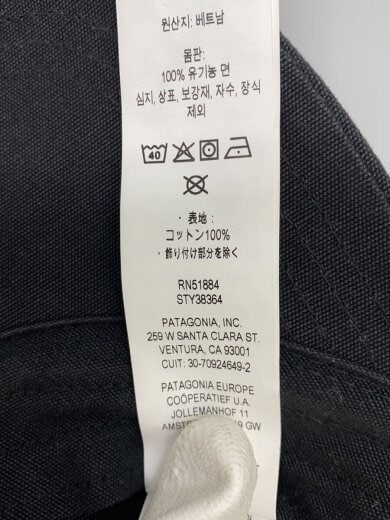 원산지: 베트남
몸판:
100% 유기농 면
심지, 상표, 보강재, 자수, 장식
제외
40
・表地:
コットン100%
・飾り付け部分を除く
RN51884
STY38364
PATAGONIA, INC.
259 W SANTA CLARA ST.
VENTURA, CA 93001
CUIT: 30-70924649-2
PATAGONIA EUROPE
COÖPERATIEF U.A.
JOLLEMANHOF 11
GW